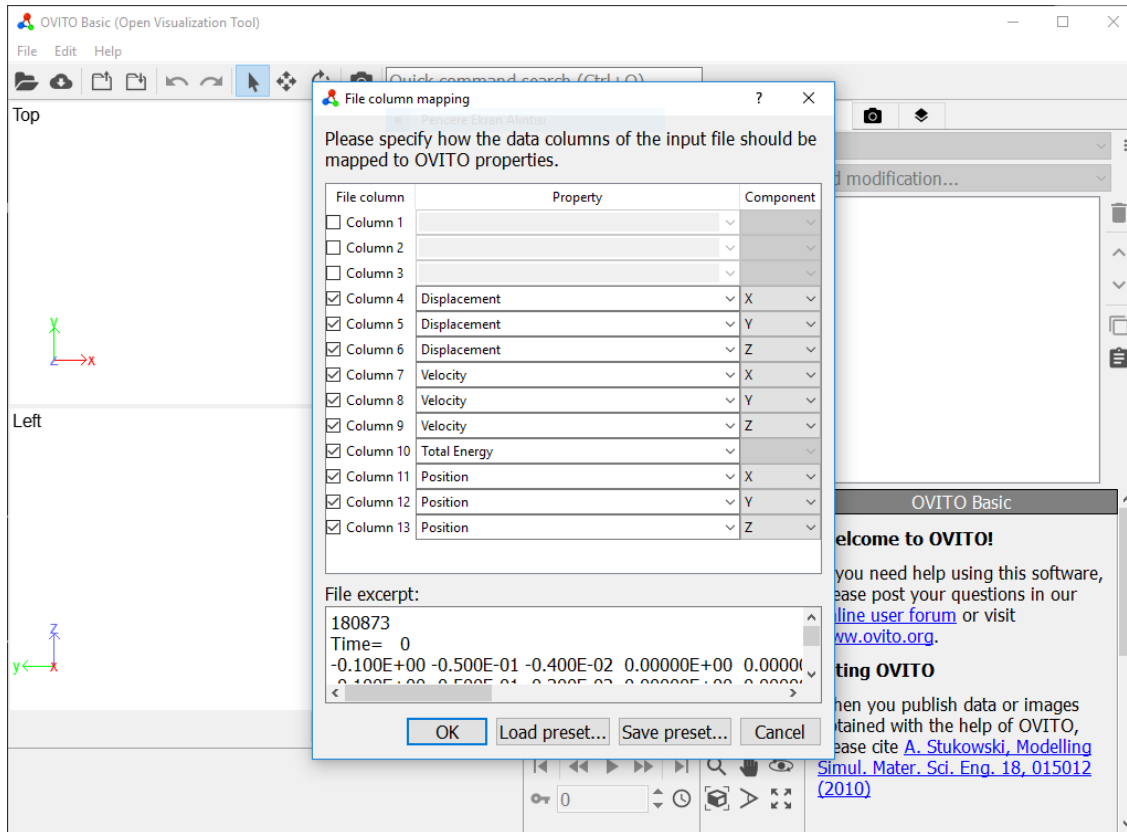 OVITO Basic (Open Visualization Tool)
File Edit Help
Quick command search (Ctrl+O)
Top
File column mapping
?
Pencere Ekran Alıntısı
Please specify how the data columns of the input file should be
mapped to OVITO properties.
modification...
File column Property Component
Column 1
Column 2
Column 3
Column 4 Displacement X
Column 5 Displacement Y
Column 6 Displacement Z
Column 7 Velocity X
Column 8 Velocity Y
Column 9 Velocity Z
Column 10 Total Energy
Column 11 Position X
Column 12 Position Y
Column 13 Position Z
y
z x
Left
z
y x
File excerpt:
180873
Time= 0
-0.100E+00 -0.500E-01 -0.400E-02 0.00000E+00 0.0000
OK Load preset... Save preset... Cancel
OVITO Basic
elcome to OVITO!
you need help using this software,
ease post your questions in our
line user forum or visit
ww.ovito.org.
ting OVITO
hen you publish data or images
tained with the help of OVITO,
ease cite A. Stukowski, Modelling
Simul. Mater. Sci. Eng. 18, 015012
(2010)
0